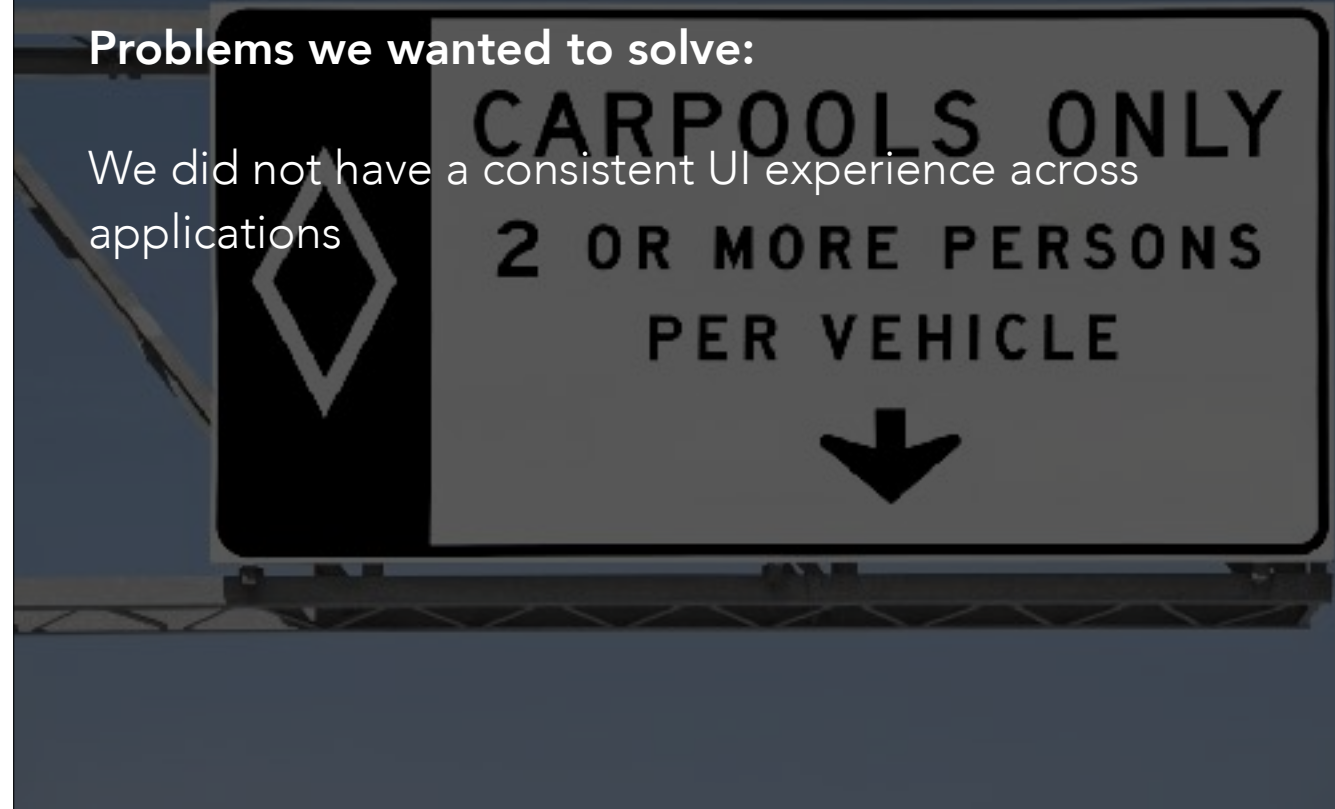 Problems we wanted to solve:
We did not have a consistent UI experience across
applications
CARPOOLS ONLY
2 OR MORE PERSONS
PER VEHICLE